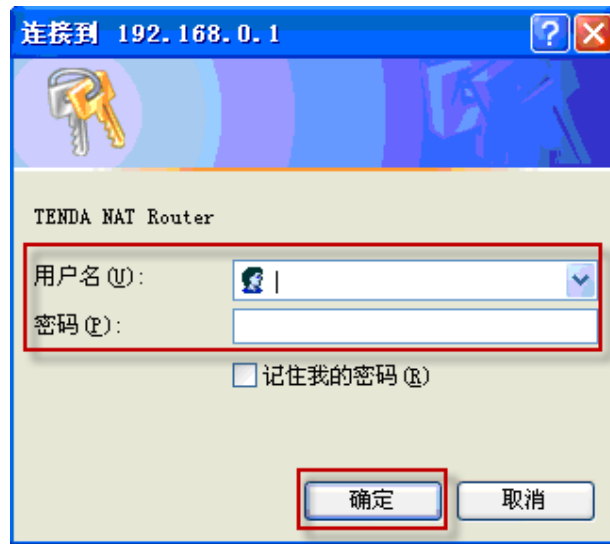 连接到 192.168.0.1
TENDA NAT Router
用户名(U):
密码(P):
记住我的密码(R)
确定 取消